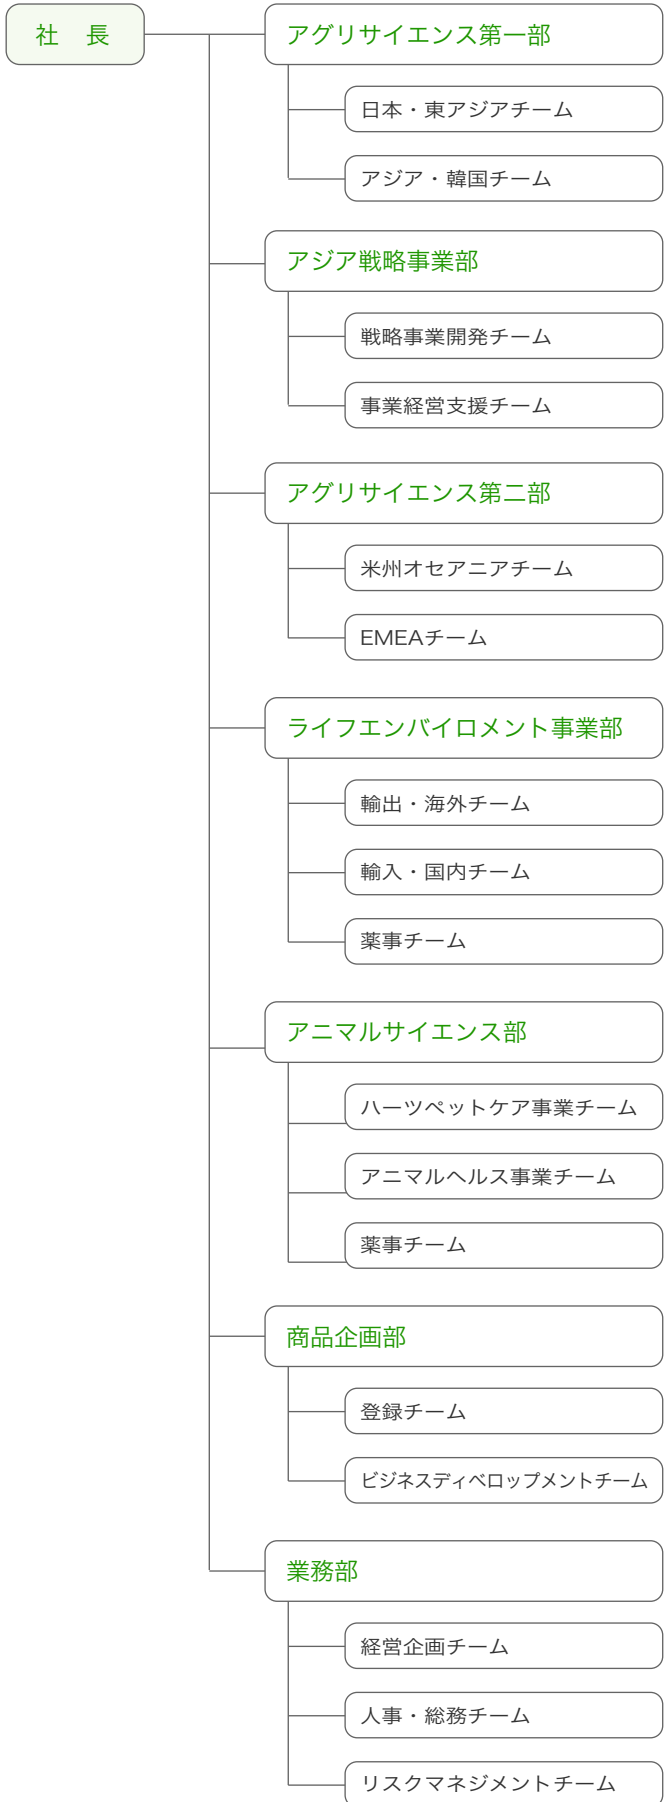 社　長
アグリサイエンス第一部
日本・東アジアチーム
アジア・韓国チーム
アジア戦略事業部
戦略事業開発チーム
事業経営支援チーム
アグリサイエンス第二部
米州オセアニアチーム
EMEAチーム
ライフエンバイロメント事業部
輸出・海外チーム
輸入・国内チーム
薬事チーム
アニマルサイエンス部
ハーツペットケア事業チーム
アニマルヘルス事業チーム
薬事チーム
商品企画部
登録チーム
ビジネスディベロップメントチーム
業務部
経営企画チーム
人事・総務チーム
リスクマネジメントチーム